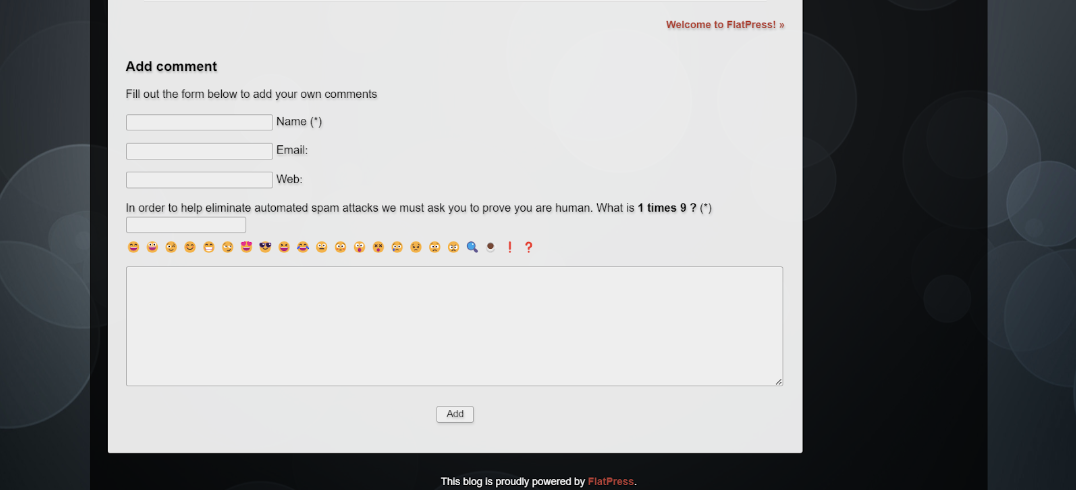 Welcome to FlatPress! »
Add comment
Fill out the form below to add your own comments
Name (*)
Email:
Web:
In order to help eliminate automated spam attacks we must ask you to prove you are human. What is 1 times 9 ? (*)
Add
This blog is proudly powered by FlatPress.